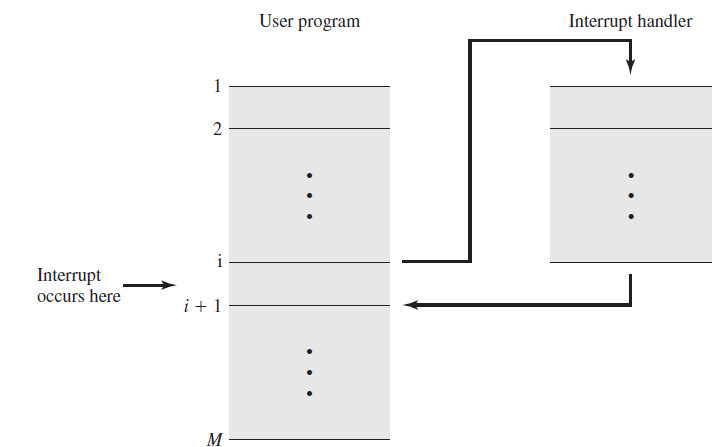 User program
Interrupt handler
1
2
i
Interrupt
occurs here
i + 1
M